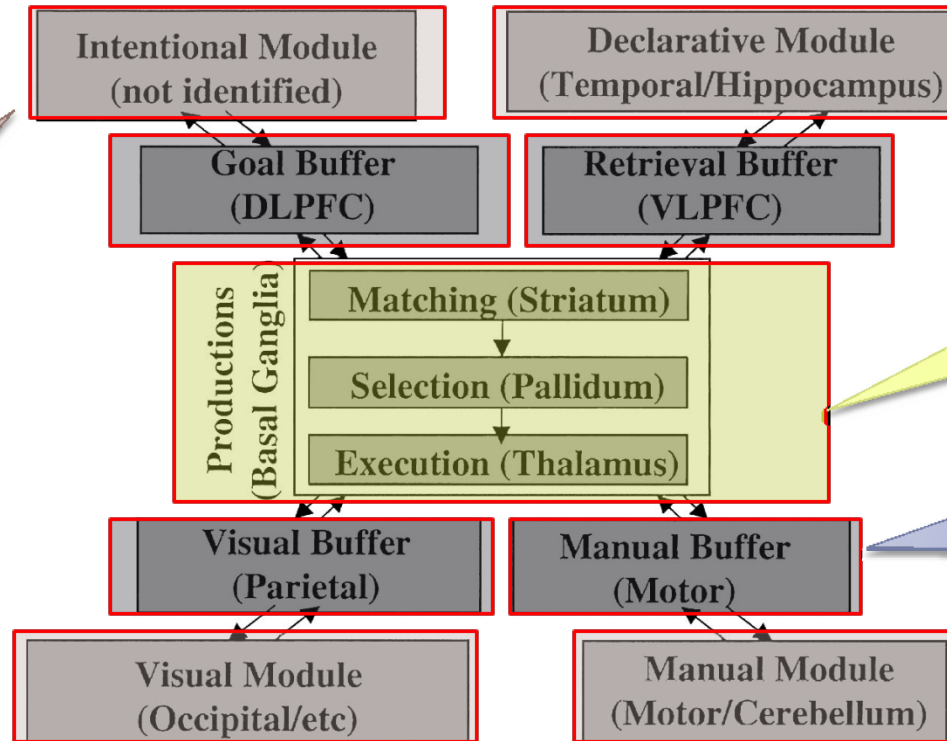 Intentional Module
(not identified)
Declarative Module
(Temporal/Hippocampus)
Goal Buffer
(DLPFC)
Retrieval Buffer
(VLPFC)
Productions
(Basal Ganglia)
Matching (Striatum)
Selection (Pallidum)
Execution (Thalamus)
Visual Buffer
(Parietal)
Manual Buffer
(Motor)
Visual Module
(Occipital/etc)
Manual Module
(Motor/Cerebellum)